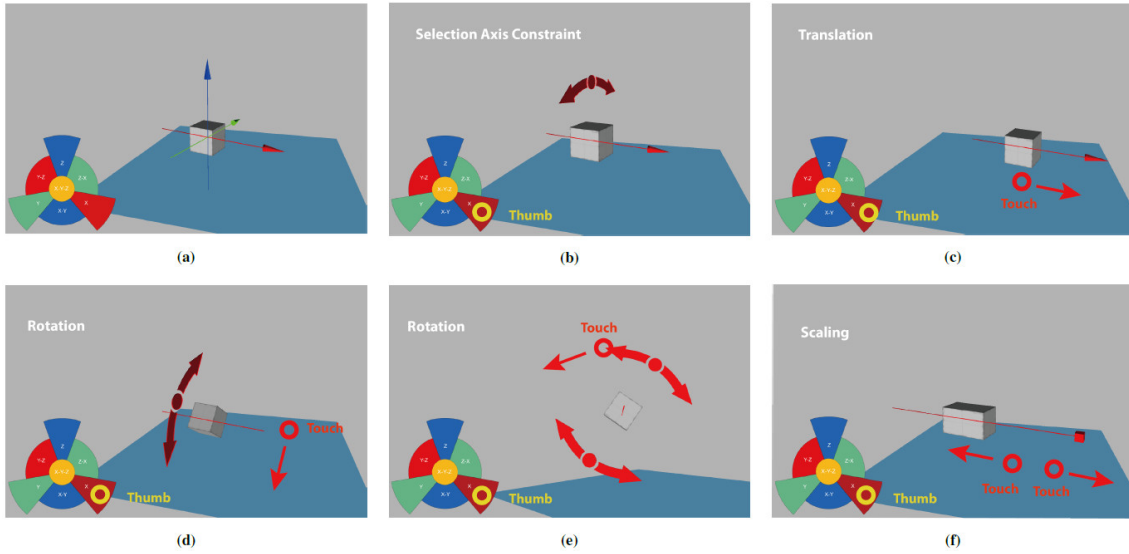 Z
Y-Z
Z-X
X-Y-Z
Y
X
X-Y
(a)
Selection Axis Constraint
Z
Y-Z
Z-X
X-Y-Z
Y
X
X-Y
Thumb
(b)
Translation
Z
Y-Z
Z-X
X-Y-Z
Y
X
X-Y
Thumb
Touch
(c)
Rotation
Z
Y-Z
Z-X
X-Y-Z
Y
X
X-Y
Thumb
Touch
(d)
Rotation
Touch
Z
Y-Z
Z-X
X-Y-Z
Y
X
X-Y
Thumb
(e)
Scaling
Z
Y-Z
Z-X
X-Y-Z
Y
X
X-Y
Thumb
Touch
Touch
(f)